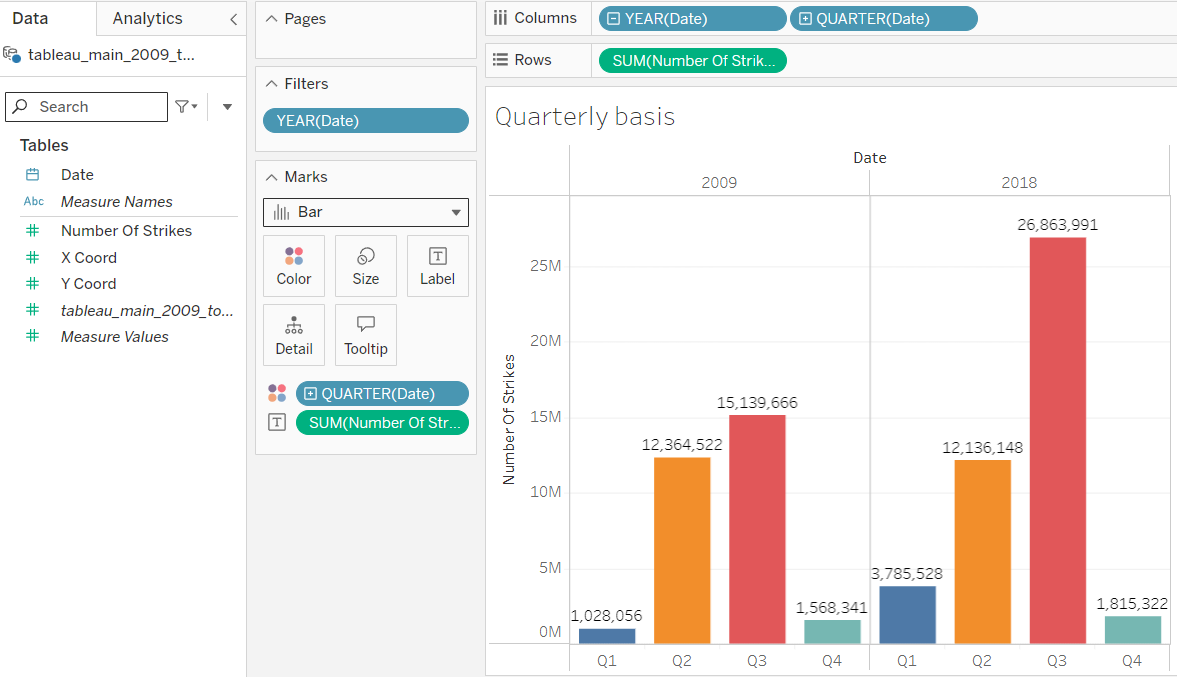 Data
Analytics
tableau_main_2009_t...
Search
Tables
Date
Abc Measure Names
Number Of Strikes
X Coord
Y Coord
tableau_main_2009_to...
Measure Values
Pages
Filters
YEAR(Date)
Marks
Bar
Color
Size
Label
Detail
Tooltip
QUARTER(Date)
SUM(Number Of Str...
Columns
YEAR(Date)
QUARTER(Date)
Rows
SUM(Number Of Strik...
Quarterly basis
Date
2009
2018
Number Of Strikes
25M
20M
15M
10M
5M
0M
1,028,056
12,364,522
15,139,666
1,568,341
3,785,528
12,136,148
26,863,991
1,815,322
Q1
Q2
Q3
Q4
Q1
Q2
Q3
Q4